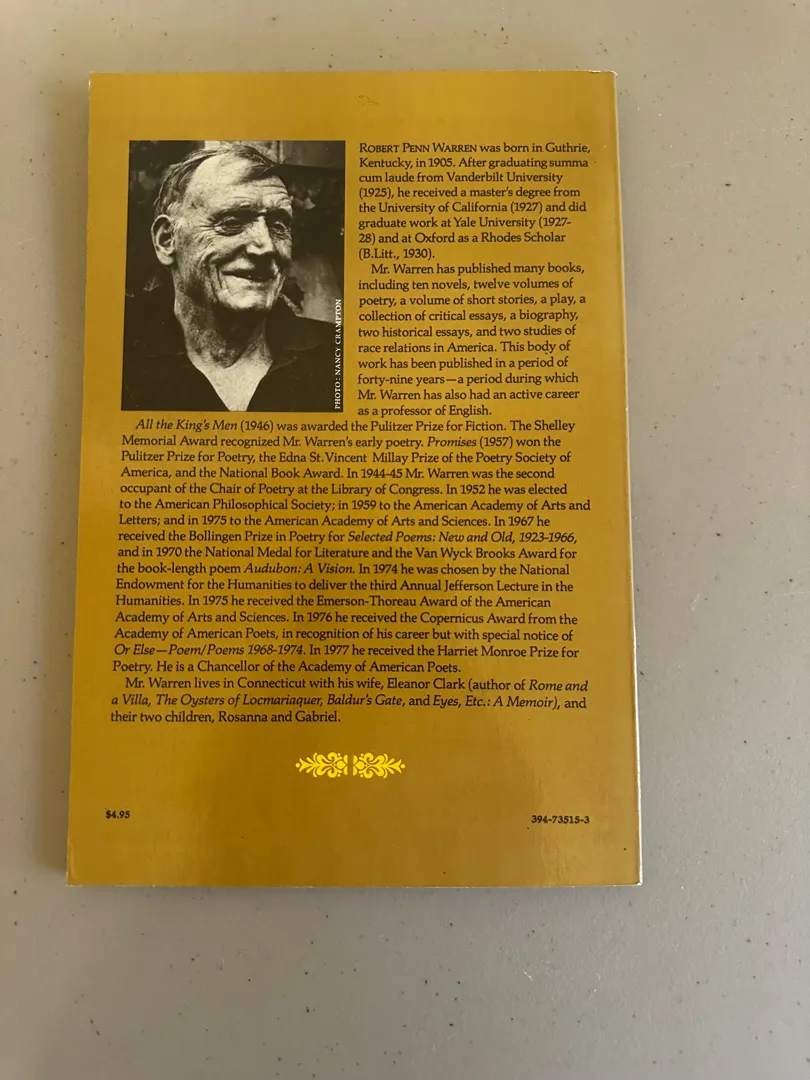 ROBERT PENN WARREN was born in Guthrie,
Kentucky, in 1905. After graduating summa
cum laude from Vanderbilt University
(1925), he received a master's degree from
the University of California (1927) and did
graduate work at Yale University (1927-
28) and at Oxford as a Rhodes Scholar
(B.Litt., 1930).
Mr. Warren has published many books,
including ten novels, twelve volumes of
poetry, a volume of short stories, a play, a
collection of critical essays, a biography,
two historical essays, and two studies of
race relations in America. This body of
work has been published in a period of
forty-nine years—a period during which
Mr. Warren has also had an active career
as a professor of English.
PHOTO: NANCY CRAMPTON
All the King's Men (1946) was awarded the Pulitzer Prize for Fiction. The Shelley
Memorial Award recognized Mr. Warren's early poetry. Promises (1957) won the
Pulitzer Prize for Poetry, the Edna St. Vincent Millay Prize of the Poetry Society of
America, and the National Book Award. In 1944-45 Mr. Warren was the second
occupant of the Chair of Poetry at the Library of Congress. In 1952 he was elected
to the American Philosophical Society; in 1959 to the American Academy of Arts and
Letters; and in 1975 to the American Academy of Arts and Sciences. In 1967 he
received the Bollingen Prize in Poetry for Selected Poems: New and Old, 1923-1966,
and in 1970 the National Medal for Literature and the Van Wyck Brooks Award for
the book-length poem Audubon: A Vision. In 1974 he was chosen by the National
Endowment for the Humanities to deliver the third Annual Jefferson Lecture in the
Humanities. In 1975 he received the Emerson-Thoreau Award of the American
Academy of Arts and Sciences. In 1976 he received the Copernicus Award from the
Academy of American Poets, in recognition of his career but with special notice of
Or Else—Poem/Poems 1968-1974. In 1977 he received the Harriet Monroe Prize for
Poetry. He is a Chancellor of the Academy of American Poets.
Mr. Warren lives in Connecticut with his wife, Eleanor Clark (author of Rome and
a Villa, The Oysters of Locmariaquer, Baldur's Gate, and Eyes, Etc.: A Memoir), and
their two children, Rosanna and Gabriel.
$4.95
394-73515-3